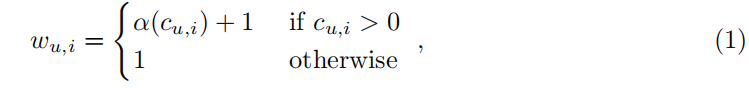 w_{u,i} = { α(c_{u,i}) + 1 if c_{u,i} > 0
1 otherwise , (1)